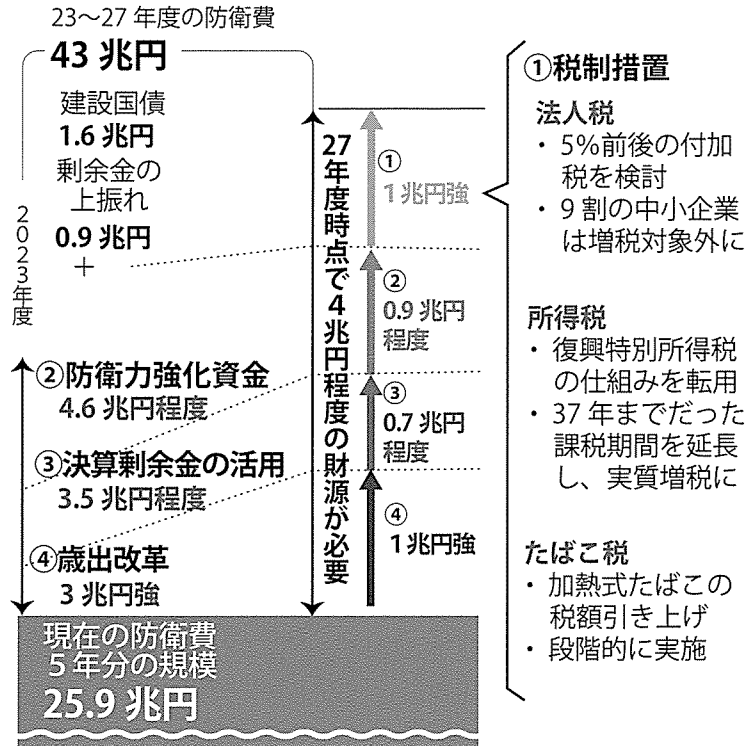 23〜27年度の防衛費
43兆円
建設国債
1.6兆円
剰余金の
上振れ
0.9兆円
＋
2023年度
②防衛力強化資金
4.6兆円程度
③決算剰余金の活用
3.5兆円程度
④歳出改革
3兆円強
現在の防衛費
5年分の規模
25.9兆円
27年度時点で4兆円程度の財源が必要
①
1兆円強
②
0.9兆円
程度
③
0.7兆円
程度
④
1兆円強
①税制措置
法人税
・5%前後の付加
税を検討
・9割の中小企業
は増税対象外に
所得税
・復興特別所得税
の仕組みを転用
・37年までだった
課税期間を延長
し、実質増税に
たばこ税
・加熱式たばこの
税額引き上げ
・段階的に実施